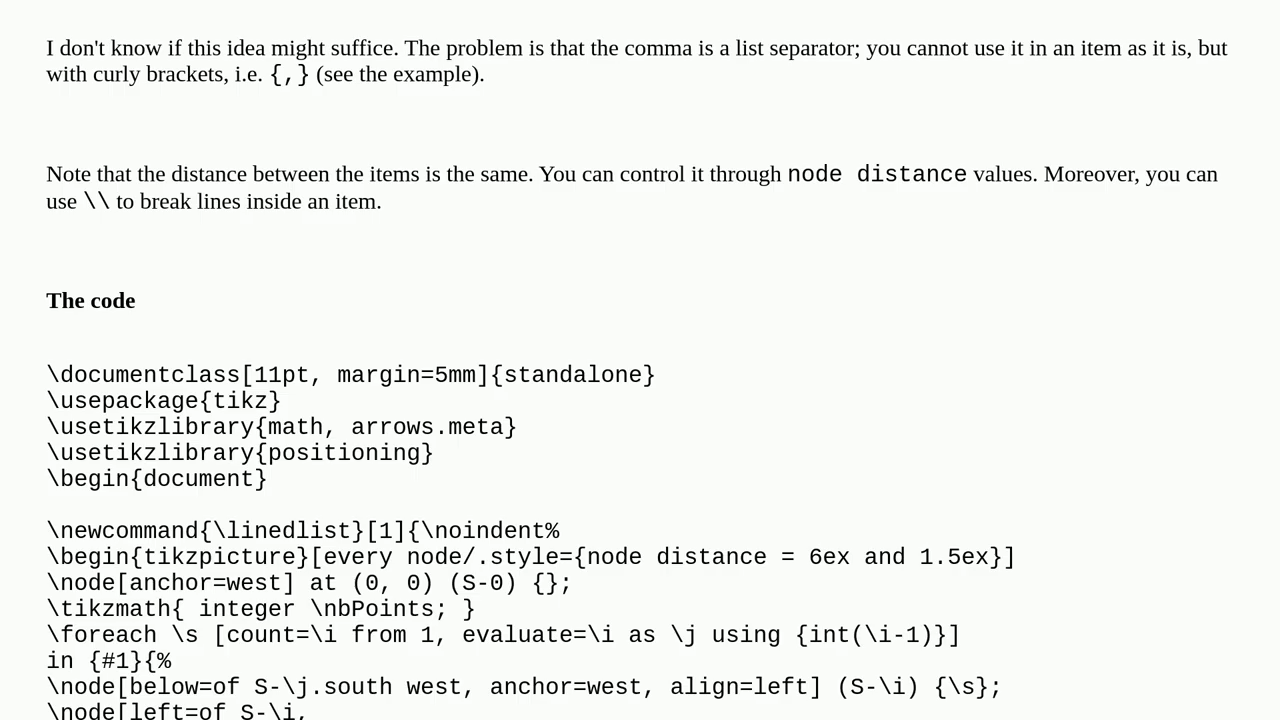 I don't know if this idea might suffice. The problem is that the comma is a list separator; you cannot use it in an item as it is, but
with curly brackets, i.e. {,} (see the example).
Note that the distance between the items is the same. You can control it through node distance values. Moreover, you can
use \\ to break lines inside an item.
The code
\documentclass[11pt, margin=5mm]{standalone}
\usepackage{tikz}
\usetikzlibrary{math, arrows.meta}
\usetikzlibrary{positioning}
\begin{document}
\newcommand{\linedlist}[1]{\noindent%
\begin{tikzpicture}[every node/.style={node distance = 6ex and 1.5ex}]
\node[anchor=west] at (0, 0) (S-0) {};
\tikzmath{ integer \nbPoints; }
\foreach \s [count=\i from 1, evaluate=\i as \j using {int(\i-1)}]
in {#1}{%
\node[below=of S-\j.south west, anchor=west, align=left] (S-\i) {\s};
\node[left=of S-\i,